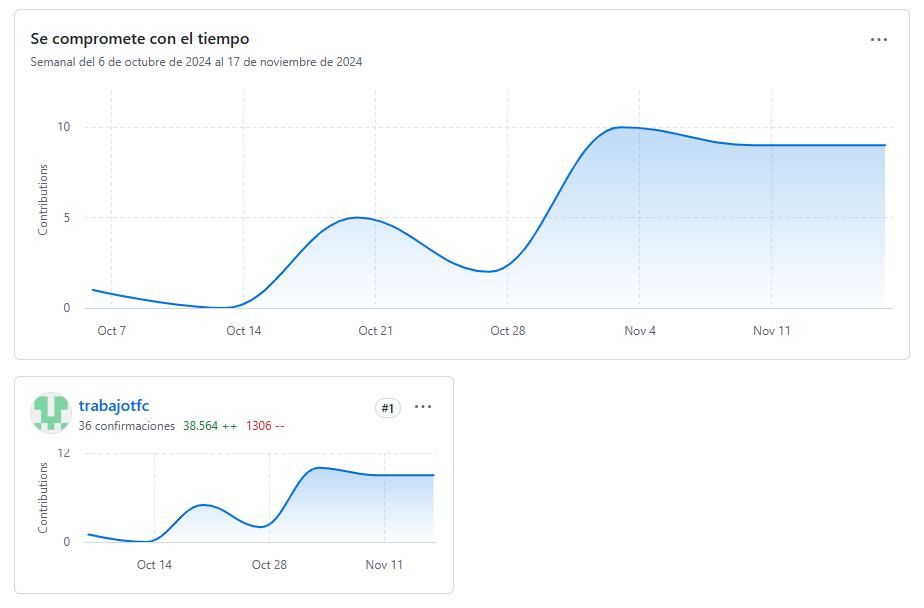 Se compromete con el tiempo
Semanal del 6 de octubre de 2024 al 17 de noviembre de 2024
10
5
0
Contributions
Oct 7 Oct 14 Oct 21 Oct 28 Nov 4 Nov 11
trabajotfc #1
36 confirmaciones 38.564 ++ 1306 --
12
0
Contributions
Oct 14 Oct 28 Nov 11